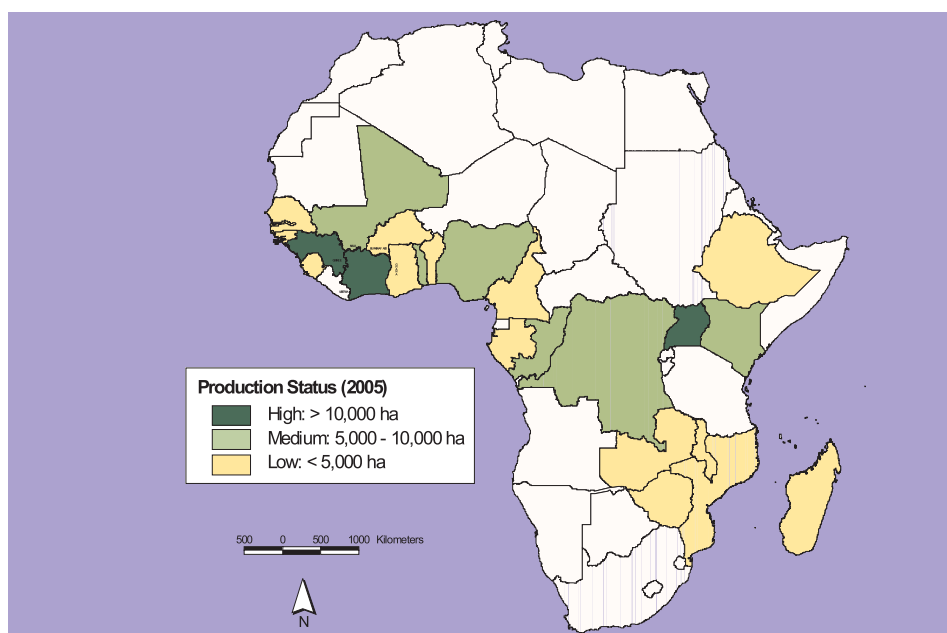 Production Status (2005)
High: > 10,000 ha
Medium: 5,000 - 10,000 ha
Low: < 5,000 ha
500 0 500 1000 Kilometers
N